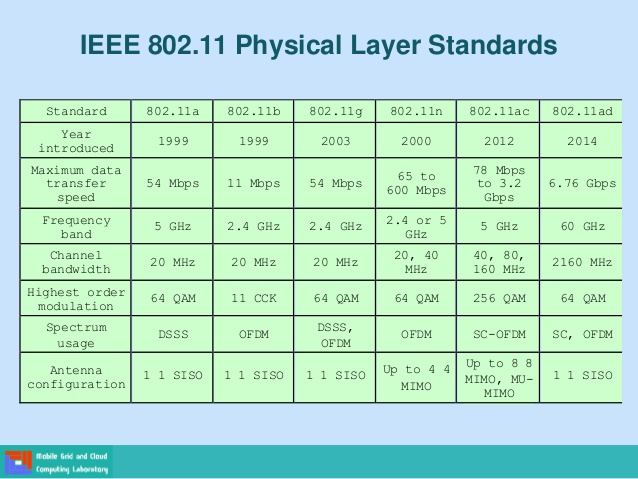 IEEE 802.11 Physical Layer Standards
Standard 802.11a 802.11b 802.11g 802.11n 802.11ac 802.11ad
Year introduced 1999 1999 2003 2000 2012 2014
Maximum data transfer speed 54 Mbps 11 Mbps 54 Mbps 65 to 600 Mbps 78 Mbps to 3.2 Gbps 6.76 Gbps
Frequency band 5 GHz 2.4 GHz 2.4 GHz 2.4 or 5 GHz 5 GHz 60 GHz
Channel bandwidth 20 MHz 20 MHz 20 MHz 20, 40 MHz 40, 80, 160 MHz 2160 MHz
Highest order modulation 64 QAM 11 CCK 64 QAM 64 QAM 256 QAM 64 QAM
Spectrum usage DSSS OFDM DSSS, OFDM OFDM SC-OFDM SC, OFDM
Antenna configuration 1 1 SISO 1 1 SISO 1 1 SISO Up to 4 4 MIMO Up to 8 8 MIMO, MU-MIMO 1 1 SISO
Mobile Grid and Cloud
Computing Laboratory